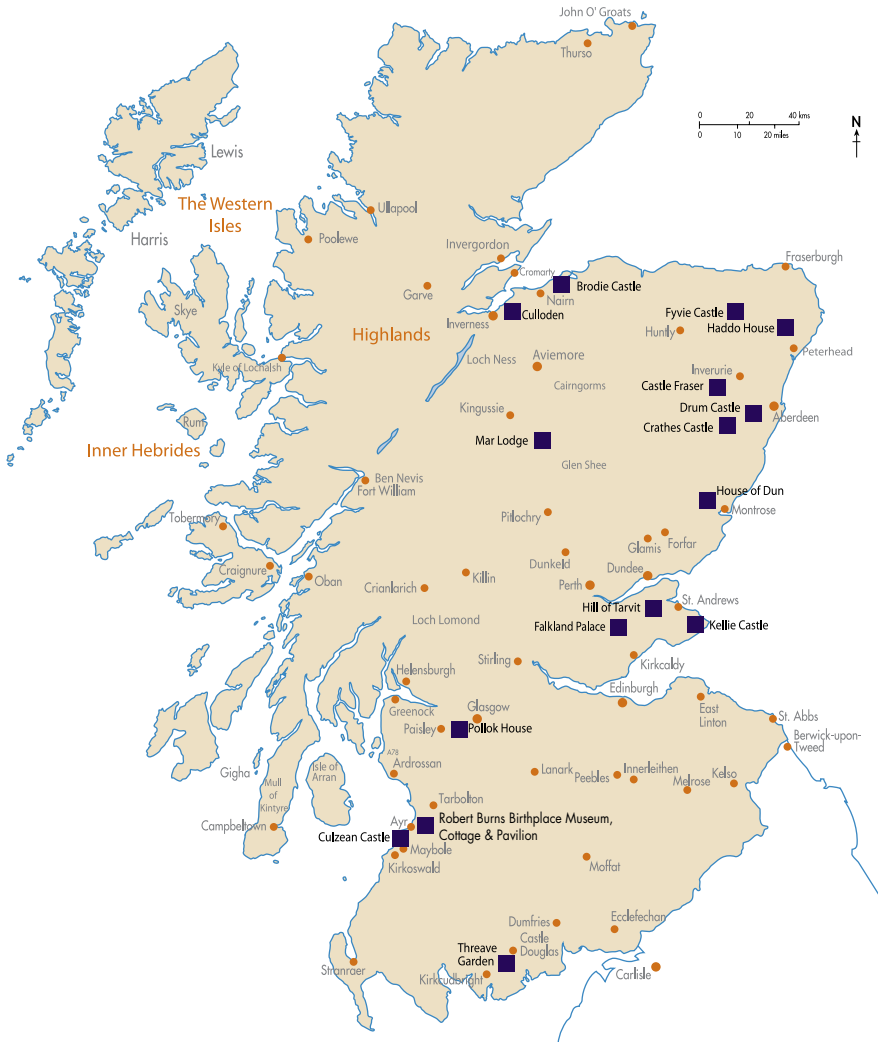 John O' Groats
Thurso
0 20 40 kms
0 10 20 miles
N
Lewis
The Western
Isles
Ullapool
Harris
Poolewe
Invergordon
Cromarty
Fraserburgh
Garve
Brodie Castle
Nairn
Skye
Culloden
Fyvie Castle
Inverness
Highlands
Huntly
Haddo House
Peterhead
Kyle of Lochalsh
Loch Ness
Aviemore
Inverurie
Cairngorms
Castle Fraser
Rum
Kingussie
Drum Castle
Aberdeen
Crathes Castle
Inner Hebrides
Mar Lodge
Glen Shee
Ben Nevis
Fort William
House of Dun
Montrose
Tobermory
Pitlochry
Glamis
Forfar
Dunkeld
Craignure
Oban
Killin
Crianlarich
Perth
Dundee
Hill of Tarvit
St. Andrews
Loch Lomond
Falkland Palace
Kellie Castle
Stirling
Kirkcaldy
Helensburgh
Edinburgh
Greenock
Glasgow
East
Linton
St. Abbs
Paisley
Pollok House
Berwick-upon-
Tweed
A78
Ardrossan
Gigha
Isle of
Arran
Lanark
Peebles
Innerleithen
Melrose
Kelso
Mull
of
Kintyre
Tarbolton
Campbeltown
Ayr
Robert Burns Birthplace Museum,
Cottage & Pavilion
Culzean Castle
Maybole
Kirkoswald
Moffat
Dumfries
Ecclefechan
Castle
Douglas
Threave
Garden
Stranraer
Kirkcudbright
Carlisle